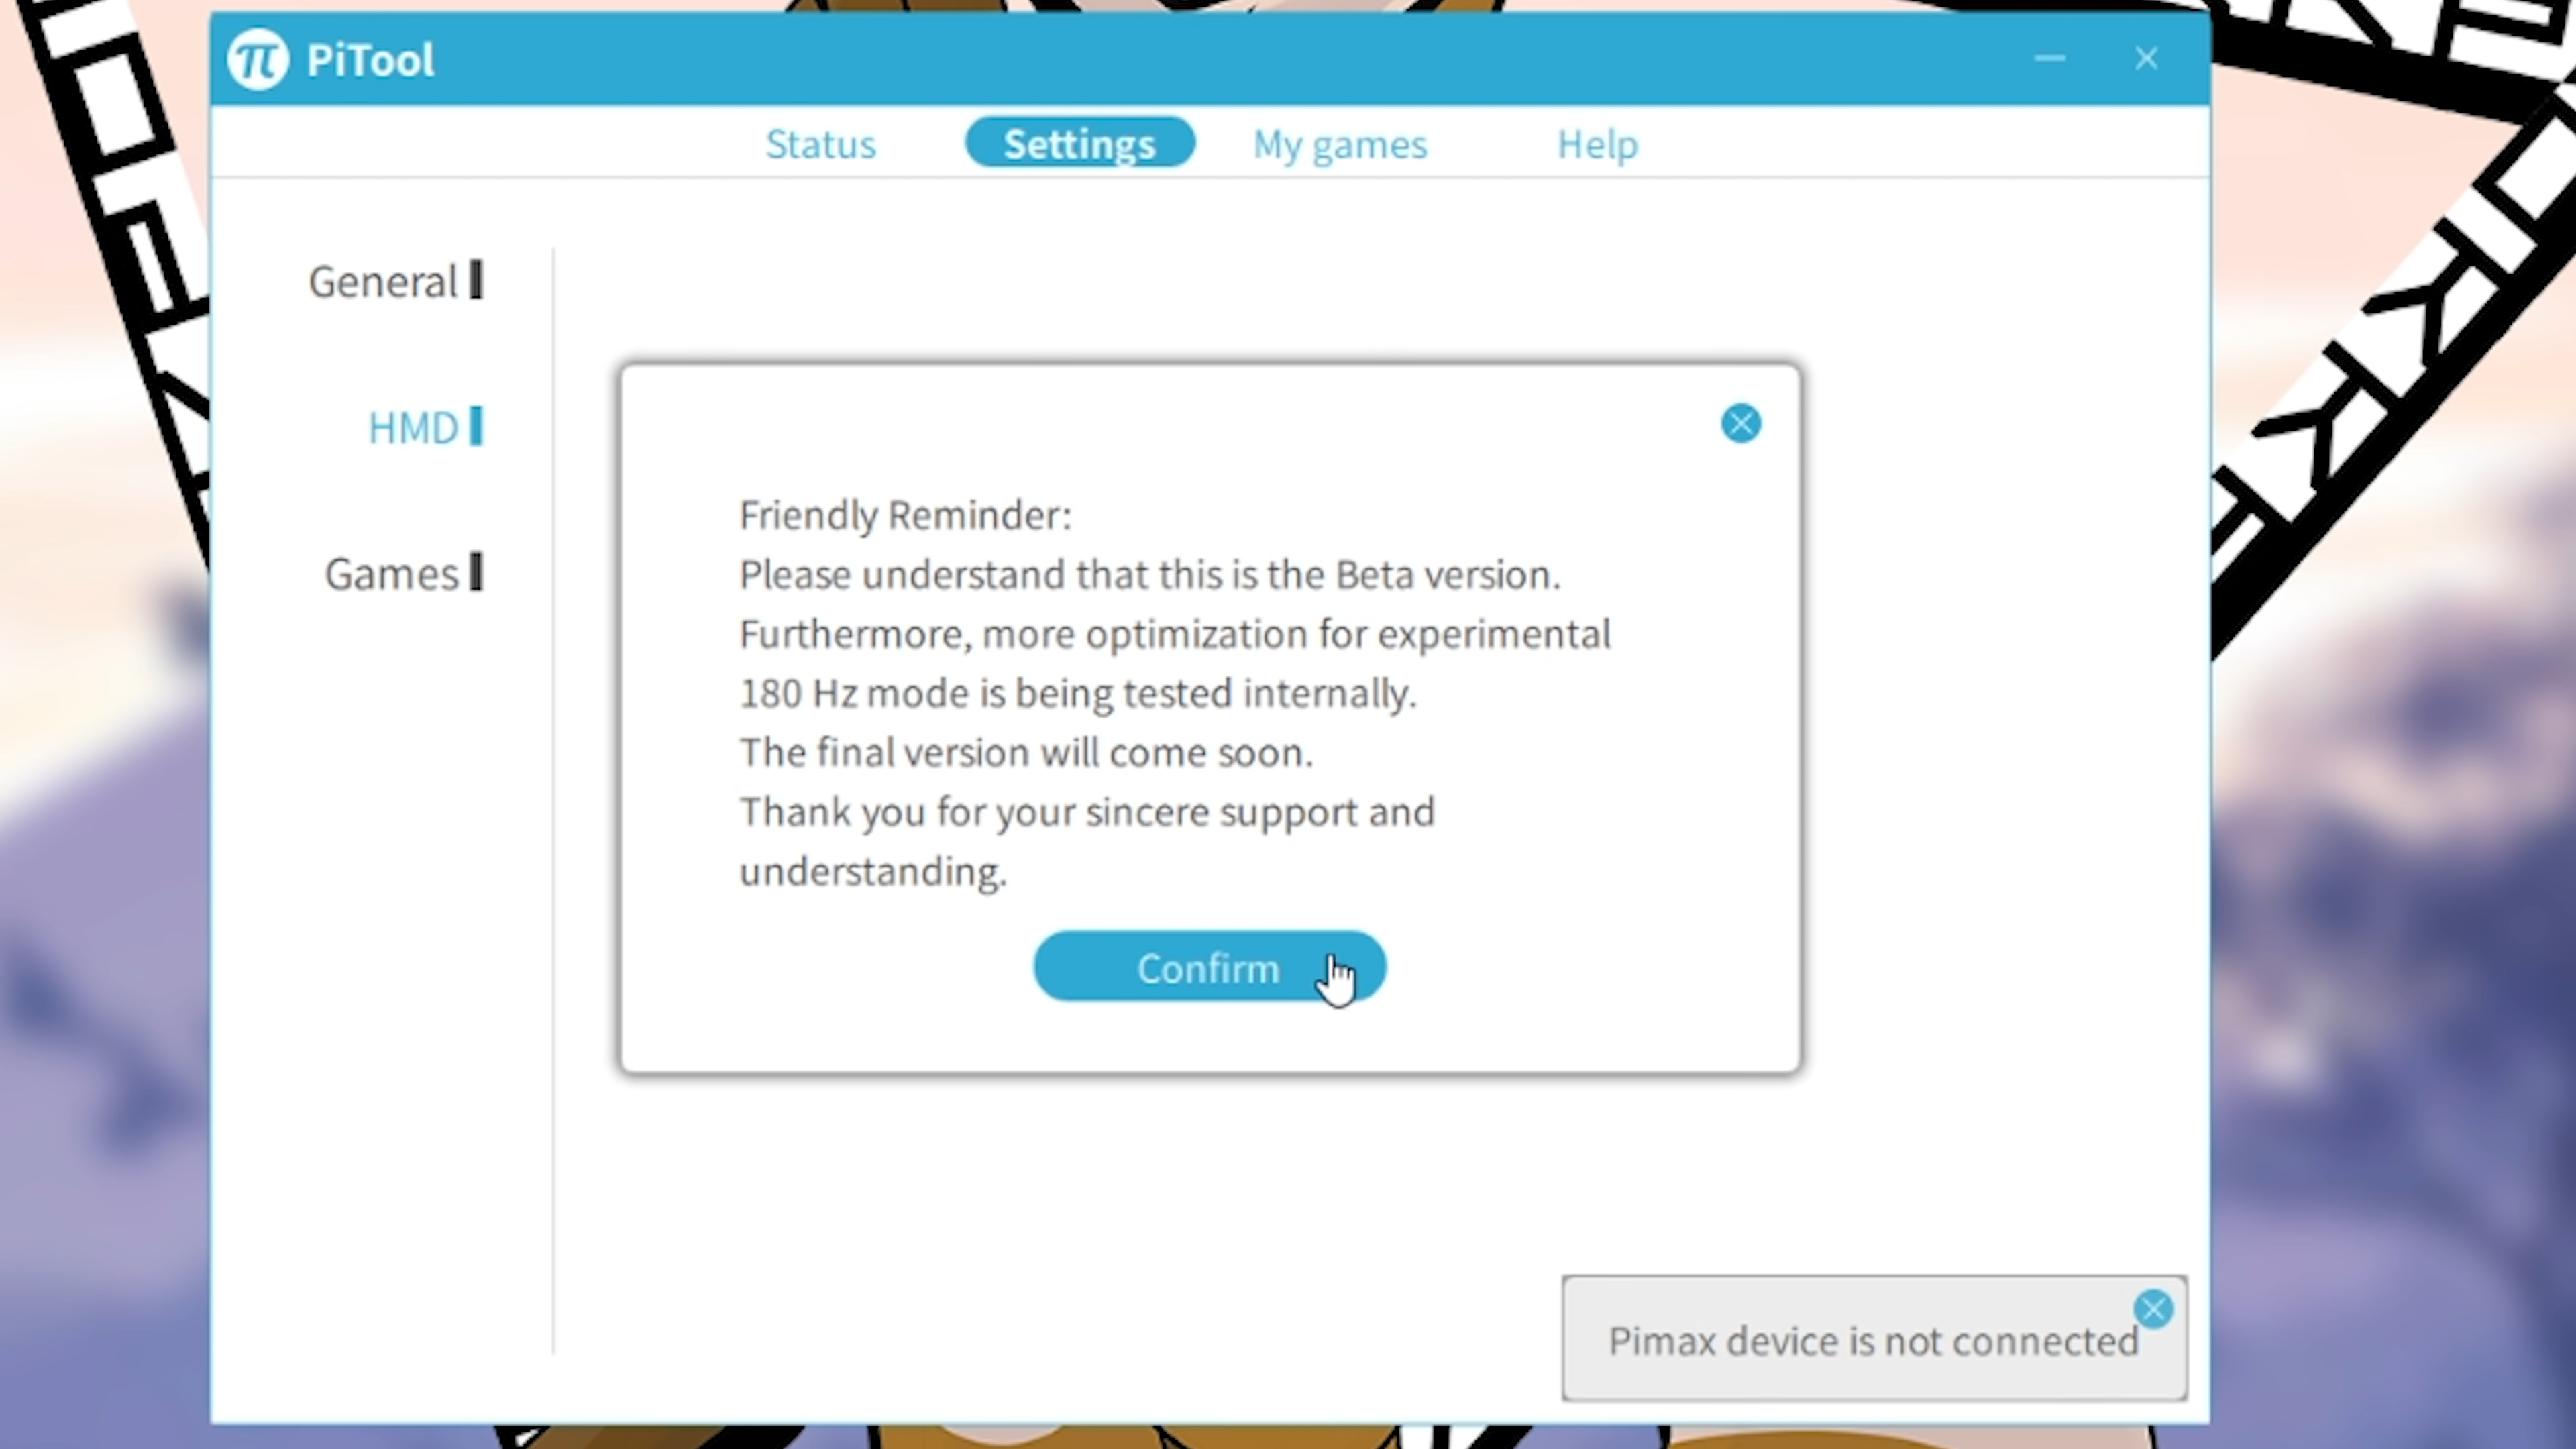 PiTool
Status Settings My games Help
General
HMD
Games
Friendly Reminder:
Please understand that this is the Beta version.
Furthermore, more optimization for experimental
180 Hz mode is being tested internally.
The final version will come soon.
Thank you for your sincere support and
understanding.
Confirm
Pimax device is not connected